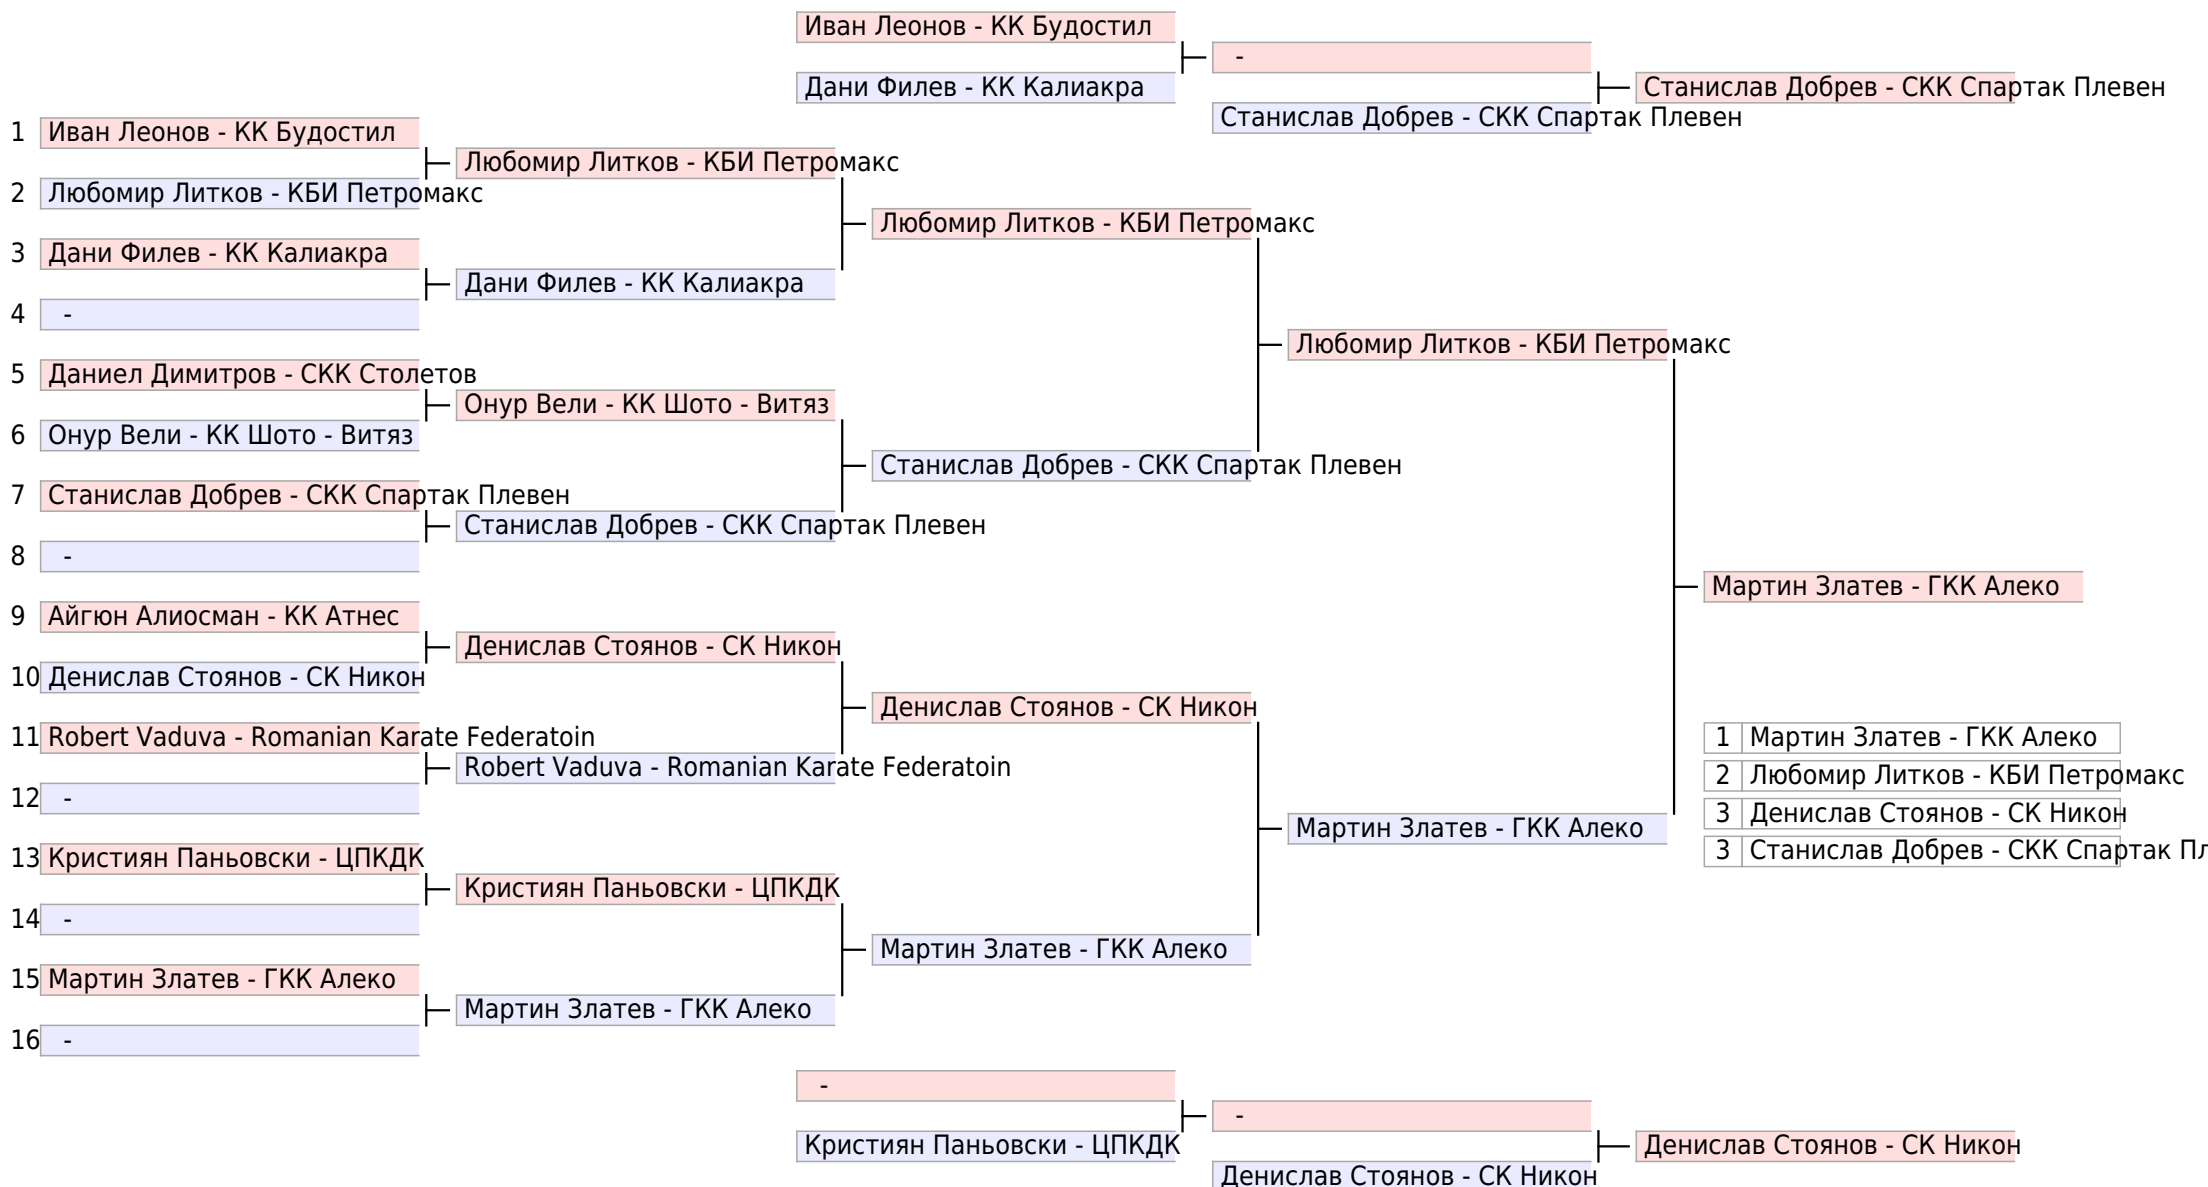 Иван Леонов - КК Будостил
-
Дани Филев - КК Калиакра
Станислав Добрев - СКК Спартак Плевен
Станислав Добрев - СКК Спартак Плевен
1 Иван Леонов - КК Будостил
Любомир Литков - КБИ Петромакс
2 Любомир Литков - КБИ Петромакс
Любомир Литков - КБИ Петромакс
3 Дани Филев - КК Калиакра
Дани Филев - КК Калиакра
4 -
Любомир Литков - КБИ Петромакс
5 Даниел Димитров - СКК Столетов
Онур Вели - КК Шото - Витяз
6 Онур Вели - КК Шото - Витяз
Станислав Добрев - СКК Спартак Плевен
7 Станислав Добрев - СКК Спартак Плевен
Станислав Добрев - СКК Спартак Плевен
8 -
Мартин Златев - ГКК Алеко
9 Айгюн Алиосман - КК Атнес
Денислав Стоянов - СК Никон
10 Денислав Стоянов - СК Никон
Денислав Стоянов - СК Никон
11 Robert Vaduva - Romanian Karate Federatoin
Robert Vaduva - Romanian Karate Federatoin
12 -
1 Мартин Златев - ГКК Алеко
2 Любомир Литков - КБИ Петромакс
3 Денислав Стоянов - СК Никон
3 Станислав Добрев - СКК Спартак
Мартин Златев - ГКК Алеко
13 Кристиян Паньовски - ЦПКДК
Кристиян Паньовски - ЦПКДК
14 -
Мартин Златев - ГКК Алеко
15 Мартин Златев - ГКК Алеко
Мартин Златев - ГКК Алеко
16 -
-
-
Кристиян Паньовски - ЦПКДК
Денислав Стоянов - СК Никон
Денислав Стоянов - СК Никон